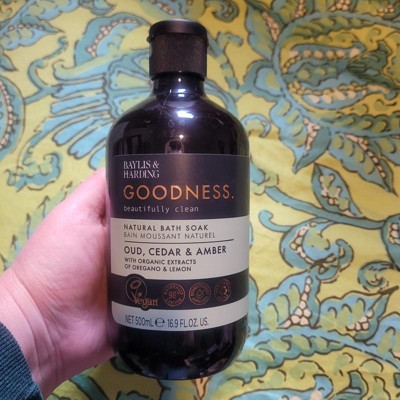 BAYLIS &
HARDING
GOODNESS.
beautifully clean
NATURAL BATH SOAK
BAIN MOUSSANT NATUREL
OUD, CEDAR & AMBER
WITH ORGANIC EXTRACTS
OF OREGANO & LEMON
vegan
98
NET 500mL ℮ 16.9 FL.OZ. US.